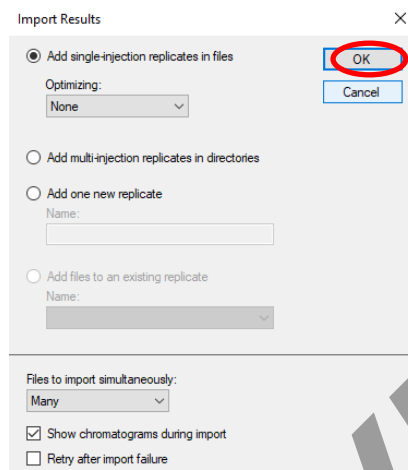 Import Results
Add single-injection replicates in files
OK
Optimizing:
None
Cancel
Add multi-injection replicates in directories
Add one new replicate
Name:
Add files to an existing replicate
Name:
Files to import simultaneously:
Many
Show chromatograms during import
Retry after import failure